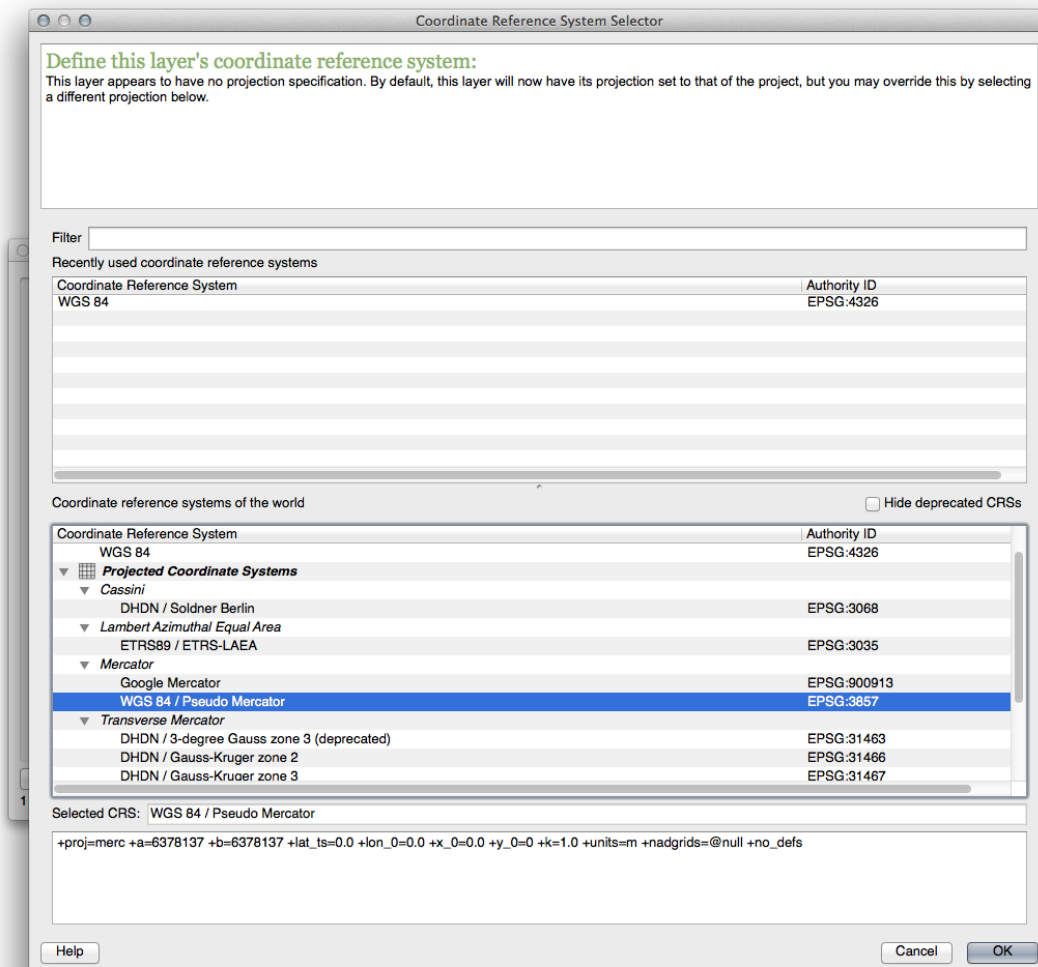 Coordinate Reference System Selector
Define this layer's coordinate reference system:
This layer appears to have no projection specification. By default, this layer will now have its projection set to that of the project, but you may override this by selecting
a different projection below.
Filter
Recently used coordinate reference systems
Coordinate Reference System Authority ID
WGS 84 EPSG:4326
Coordinate reference systems of the world Hide deprecated CRSs
Coordinate Reference System Authority ID
WGS 84 EPSG:4326
Projected Coordinate Systems
Cassini
DHDN / Soldner Berlin EPSG:3068
Lambert Azimuthal Equal Area
ETRS89 / ETRS-LAEA EPSG:3035
Mercator
Google Mercator EPSG:900913
WGS 84 / Pseudo Mercator EPSG:3857
Transverse Mercator
DHDN / 3-degree Gauss zone 3 (deprecated) EPSG:31463
DHDN / Gauss-Kruger zone 2 EPSG:31466
DHDN / Gauss-Kruger zone 3 EPSG:31467
1
Selected CRS: WGS 84 / Pseudo Mercator
+proj=merc +a=6378137 +b=6378137 +lat_ts=0.0 +lon_0=0.0 +x_0=0.0 +y_0=0 +k=1.0 +units=m +nadgrids=@null +no_defs
Help Cancel OK